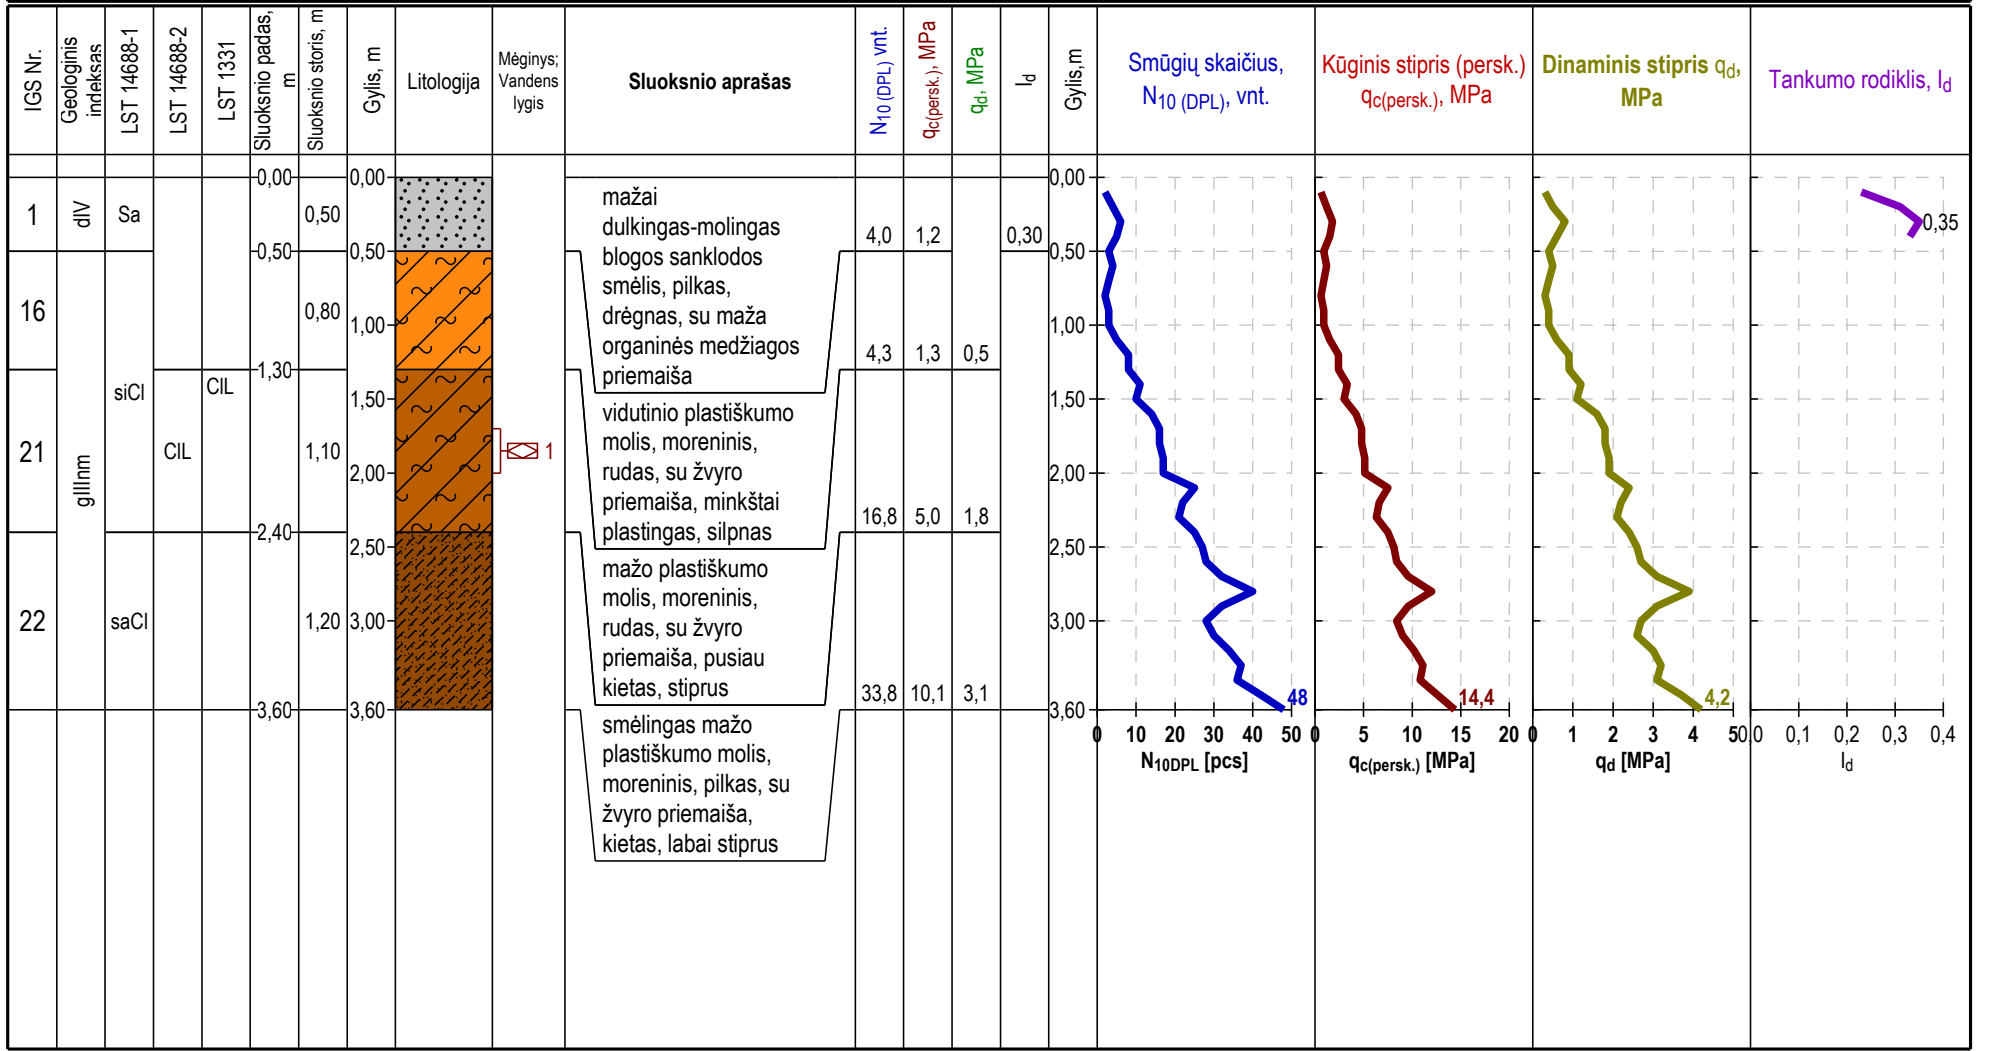 IGS Nr.
Geologinis
indeksas
LST 14688-1
LST 14688-2
LST 1331
Sluoksnio padas,
m
Sluoksnio storis, m
Gylis, m
Litologija
Mėginys;
Vandens
lygis
Sluoksnio aprašas
N10 (DPL) vnt.
qc(persk.), MPa
qd, MPa
Id
Gylis,m
Smūgių skaičius,
N10 (DPL), vnt.
Kūginis stipris (persk.)
qc(persk.), MPa
Dinaminis stipris qd,
MPa
Tankumo rodiklis, Id
1
16
21
22
dIV
gIIInm
Sa
siCl
saCl
CIL
CIL
0,00
0,50
1,30
2,40
3,60
0,50
0,80
1,10
1,20
0,00
0,50
1,00
1,50
2,00
2,50
3,00
3,60
1
mažai
dulkingas-molingas
blogos sanklodos
smėlis, pilkas,
drėgnas, su maža
organinės medžiagos
priemaiša
vidutinio plastiškumo
molis, moreninis,
rudas, su žvyro
priemaiša, minkštai
plastingas, silpnas
mažo plastiškumo
molis, moreninis,
rudas, su žvyro
priemaiša, pusiau
kietas, stiprus
smėlingas mažo
plastiškumo molis,
moreninis, pilkas, su
žvyro priemaiša,
kietas, labai stiprus
4,0 1,2 0,30
4,3 1,3 0,5
16,8 5,0 1,8
33,8 10,1 3,1
0,00
0,50
1,00
1,50
2,00
2,50
3,00
3,60
48
0 10 20 30 40 50
N10DPL [pcs]
14,4
0 5 10 15 20
qc(persk.) [MPa]
4,2
0 1 2 3 4 5
qd [MPa]
0,35
0,0 0,1 0,2 0,3 0,4
Id